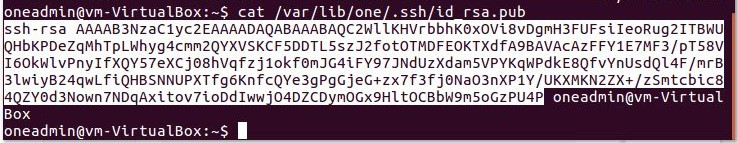 oneadmin@vm-VirtualBox:~$ cat /var/lib/one/.ssh/id_rsa.pub
ssh-rsa AAAAB3NzaC1yc2EAAAADAQABAAABAQC2WllKHVrbbhK0xOVi8vDgmH3FUFsiIeoRug2ITBWU
QHbKPDeZqMhTpLWhyg4cmm2QYXVSKCF5DDTL5szJ2fotOTMDFEOKTXdfA9BAVAcAzFFY1E7MF3/pT58V
I6OkWlvPnyIfXQY57eXCj08hVqfzj1okf0mJG4iFY97JNdUzXdam5VPYKqWPdkE8QfvYnUsdQl4F/mrB
3lwiyB24qwLfiQHBSNNUPXTfg6KnfcQYe3gPgGjeG+zx7f3fj0NaO3nXP1Y/UKXMKN2ZX+/zSmtcbic8
4QZY0d3Nown7NDqAxitov7ioDdIwwjO4DZCDymOGx9HltOCBbW9m5oGzPU4P oneadmin@vm-Virtual
Box
oneadmin@vm-VirtualBox:~$